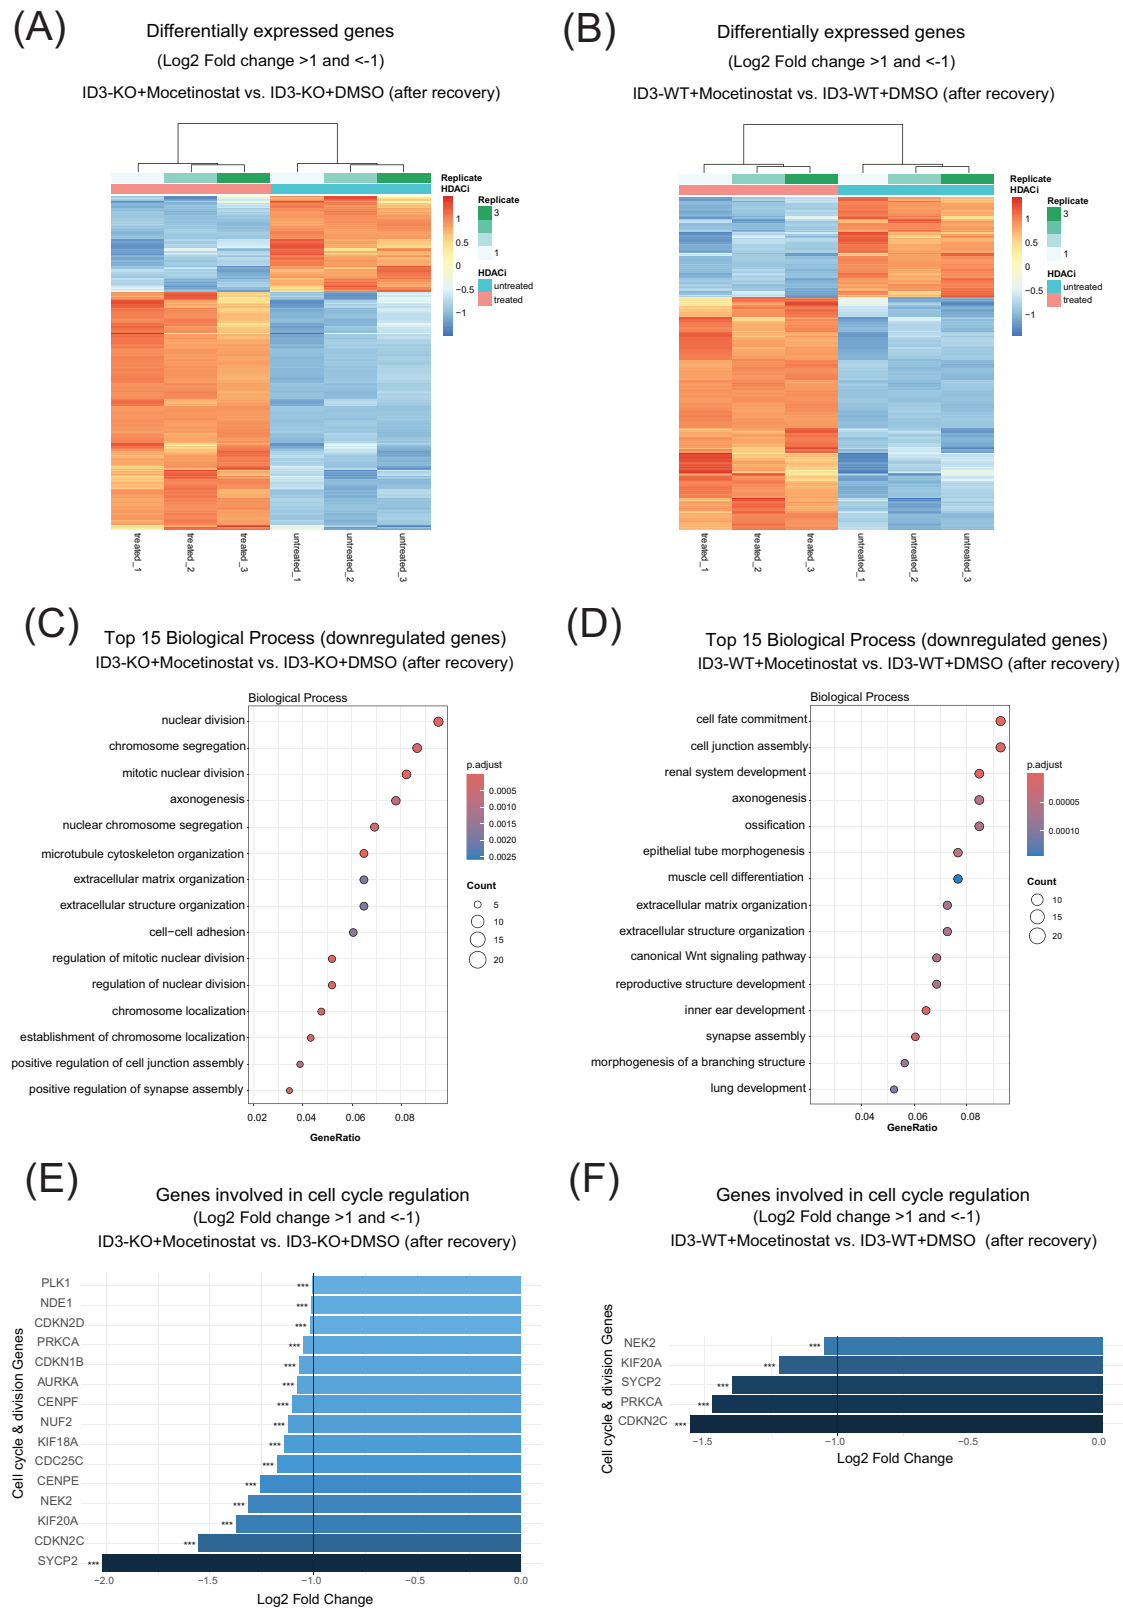 (A)
Differentially expressed genes
(Log2 Fold change >1 and <-1)
ID3-KO+Mocetinostat vs. ID3-KO+DMSO (after recovery)
Replicate
HDACi
1
0.5
0
−0.5
−1
Replicate
3
1
HDACi
untreated
treated
treated_1
treated_2
treated_3
untreated_1
untreated_2
untreated_3
(B)
Differentially expressed genes
(Log2 Fold change >1 and <-1)
ID3-WT+Mocetinostat vs. ID3-WT+DMSO (after recovery)
Replicate
HDACi
1
0.5
0
−0.5
−1
Replicate
3
1
HDACi
untreated
treated
treated_1
treated_2
treated_3
untreated_1
untreated_2
untreated_3
(C)
Top 15 Biological Process (downregulated genes)
ID3-KO+Mocetinostat vs. ID3-KO+DMSO (after recovery)
Biological Process
nuclear division
chromosome segregation
mitotic nuclear division
axonogenesis
nuclear chromosome segregation
microtubule cytoskeleton organization
extracellular matrix organization
extracellular structure organization
cell−cell adhesion
regulation of mitotic nuclear division
regulation of nuclear division
chromosome localization
establishment of chromosome localization
positive regulation of cell junction assembly
positive regulation of synapse assembly
0.02 0.04 0.06 0.08
GeneRatio
p.adjust
0.0005
0.0010
0.0015
0.0020
0.0025
Count
5
10
15
20
(D)
Top 15 Biological Process (downregulated genes)
ID3-WT+Mocetinostat vs. ID3-WT+DMSO (after recovery)
Biological Process
cell fate commitment
cell junction assembly
renal system development
axonogenesis
ossification
epithelial tube morphogenesis
muscle cell differentiation
extracellular matrix organization
extracellular structure organization
canonical Wnt signaling pathway
reproductive structure development
inner ear development
synapse assembly
morphogenesis of a branching structure
lung development
0.04 0.06 0.08
GeneRatio
p.adjust
0.00005
0.00010
Count
10
15
20
(E)
Genes involved in cell cycle regulation
(Log2 Fold change >1 and <-1)
ID3-KO+Mocetinostat vs. ID3-KO+DMSO (after recovery)
Cell cycle & division Genes
PLK1 ***
NDE1 ***
CDKN2D ***
PRKCA ***
CDKN1B ***
AURKA ***
CENPF ***
NUF2 ***
KIF18A ***
CDC25C ***
CENPE ***
NEK2 ***
KIF20A ***
CDKN2C ***
SYCP2 ***
−2.0 −1.5 −1.0 −0.5 0.0
Log2 Fold Change
(F)
Genes involved in cell cycle regulation
(Log2 Fold change >1 and <-1)
ID3-WT+Mocetinostat vs. ID3-WT+DMSO (after recovery)
Cell cycle & division Genes
NEK2 ***
KIF20A ***
SYCP2 ***
PRKCA ***
CDKN2C ***
−1.5 −1.0 −0.5 0.0
Log2 Fold Change